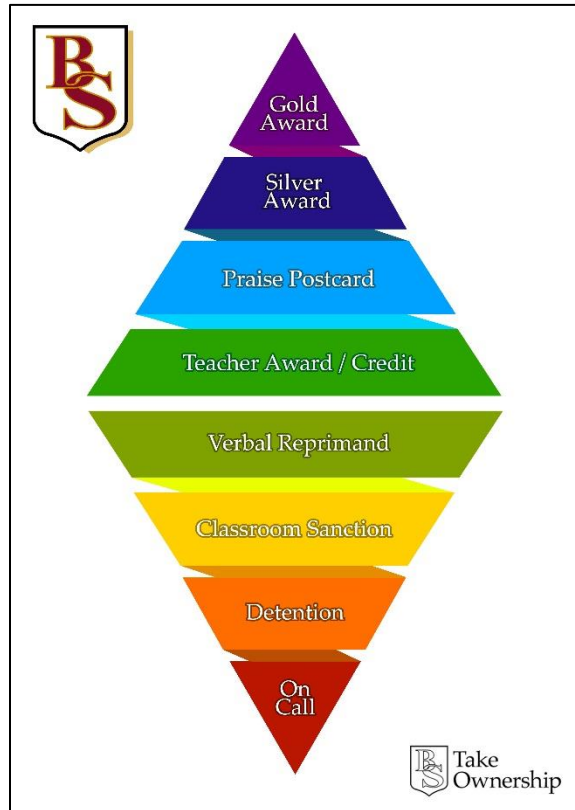 BS
Gold
Award
Silver
Award
Praise Postcard
Teacher Award / Credit
Verbal Reprimand
Classroom Sanction
Detention
On
Call
BS
Take
Ownership